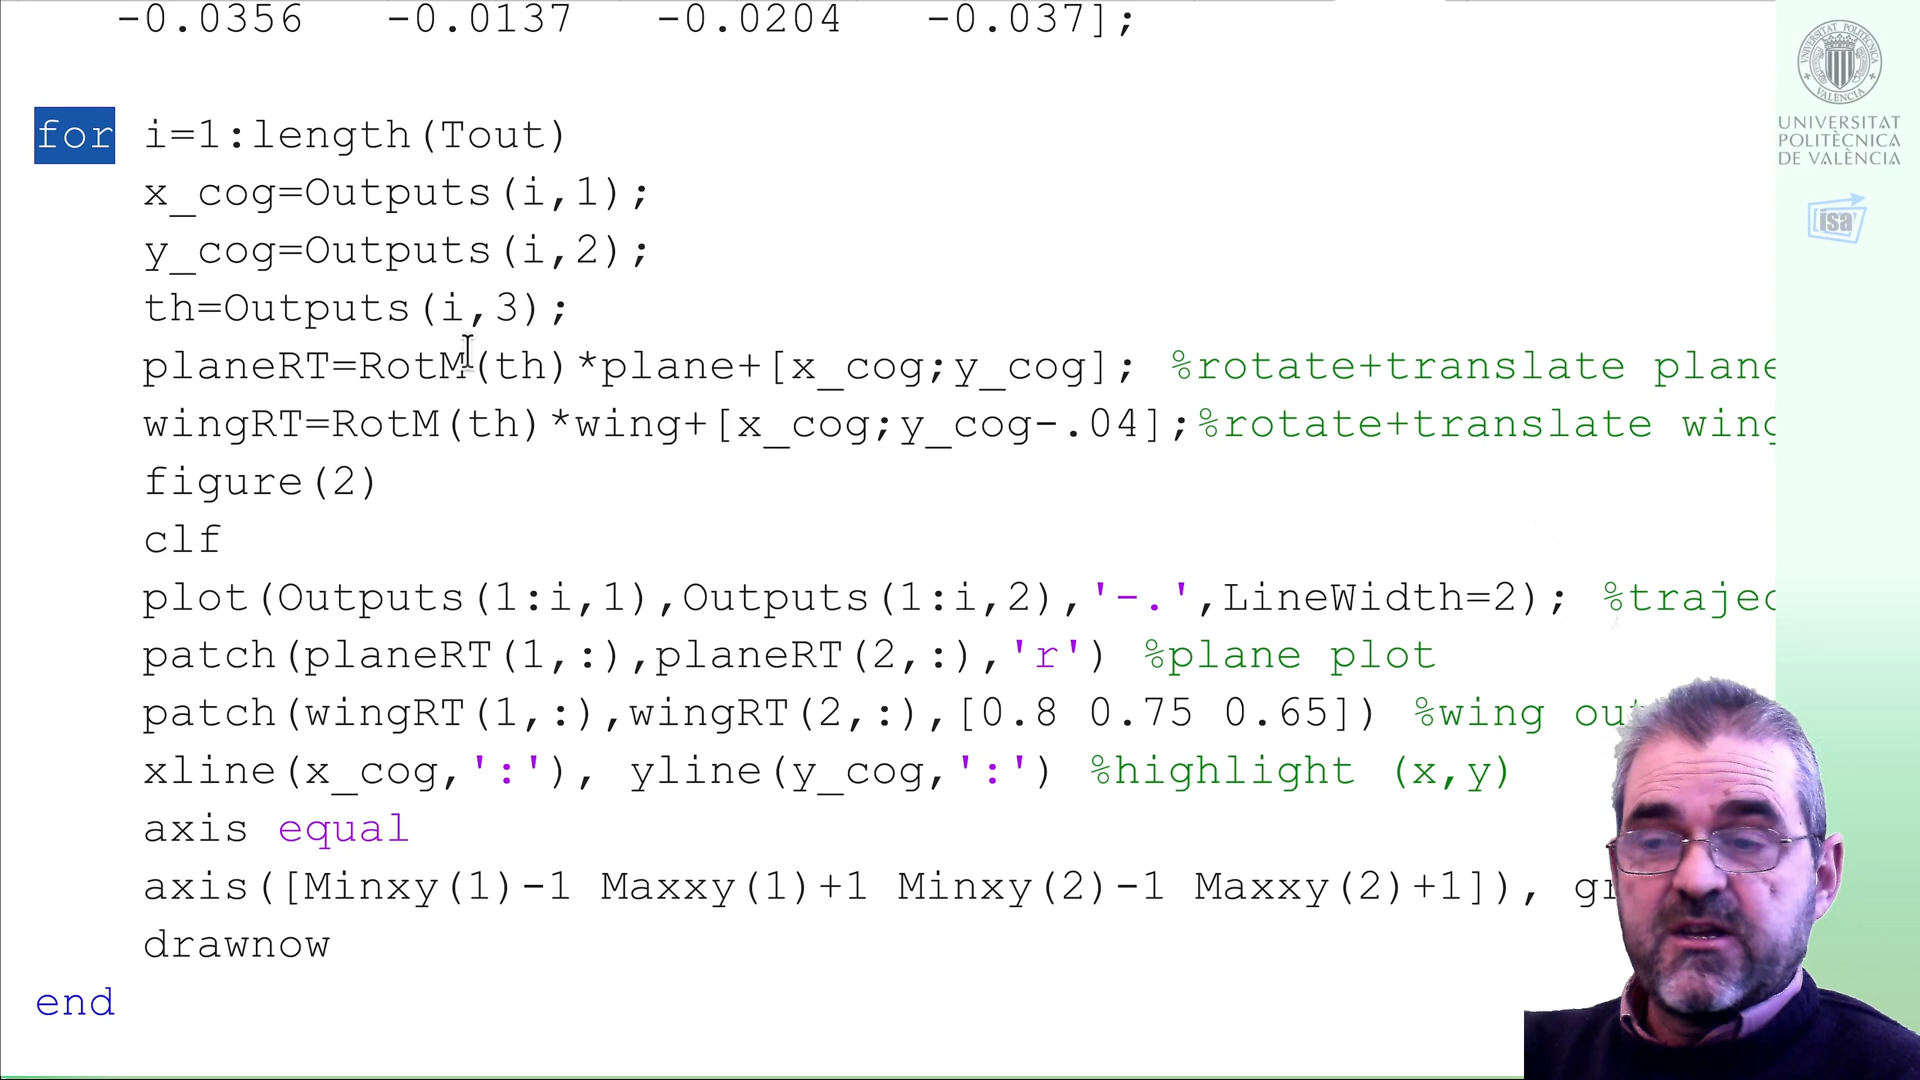 -0.0356 -0.0137 -0.0204 -0.037];
for i=1:length(Tout)
x_cog=Outputs(i,1);
y_cog=Outputs(i,2);
th=Outputs(i,3);
planeRT=RotM(th)*plane+[x_cog;y_cog]; %rotate+translate plane
wingRT=RotM(th)*wing+[x_cog;y_cog-.04];%rotate+translate wing
figure(2)
clf
plot(Outputs(1:i,1),Outputs(1:i,2),'-.',LineWidth=2); %trajec
patch(planeRT(1,:),planeRT(2,:),'r') %plane plot
patch(wingRT(1,:),wingRT(2,:),[0.8 0.75 0.65]) %wing ou
xline(x_cog,':'), yline(y_cog,':') %highlight (x,y)
axis equal
axis([Minxy(1)-1 Maxxy(1)+1 Minxy(2)-1 Maxxy(2)+1]), g
drawnow
end
UNIVERSITAT
POLITÈCNICA
DE VALÈNCIA
isa